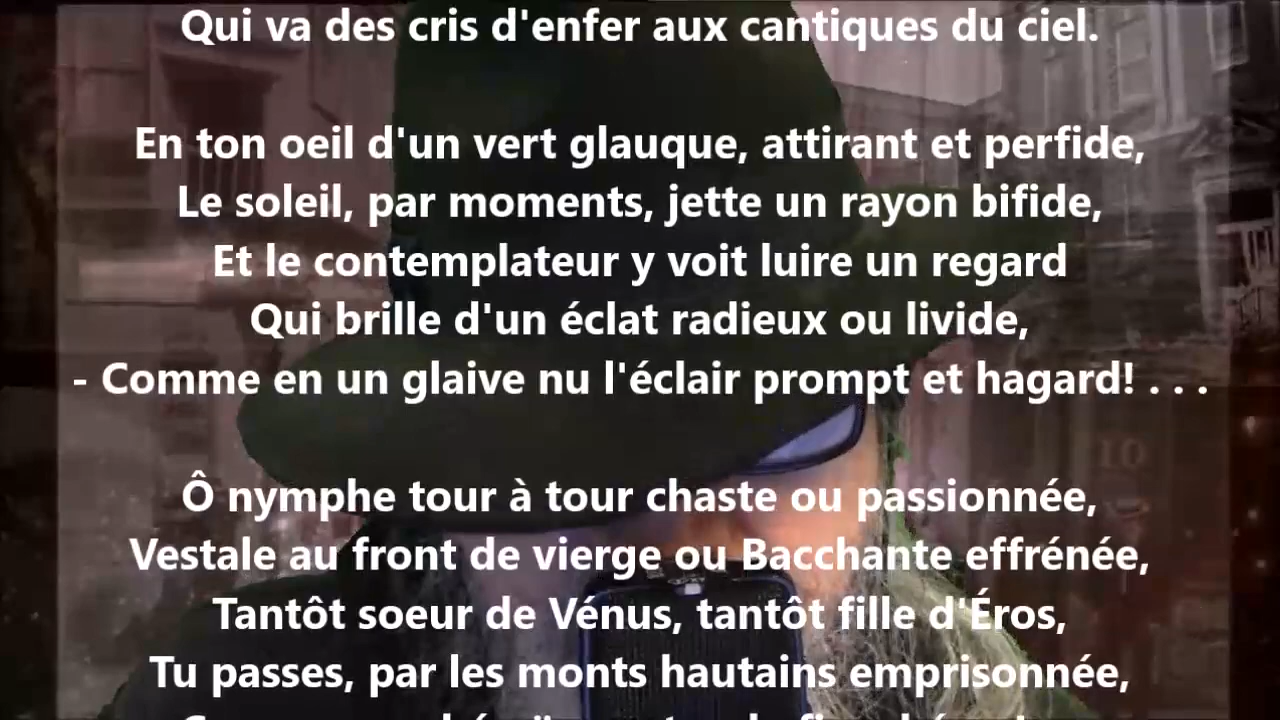 Qui va des cris d'enfer aux cantiques du ciel.
En ton oeil d'un vert glauque, attirant et perfide,
Le soleil, par moments, jette un rayon bifide,
Et le contemplateur y voit luire un regard
Qui brille d'un éclat radieux ou livide,
- Comme en un glaive nu l'éclair prompt et hagard! . . .
Ô nymphe tour à tour chaste ou passionnée,
Vestale au front de vierge ou Bacchante effrénée,
Tantôt soeur de Vénus, tantôt fille d'Éros,
Tu passes, par les monts hautains emprisonnée,
10